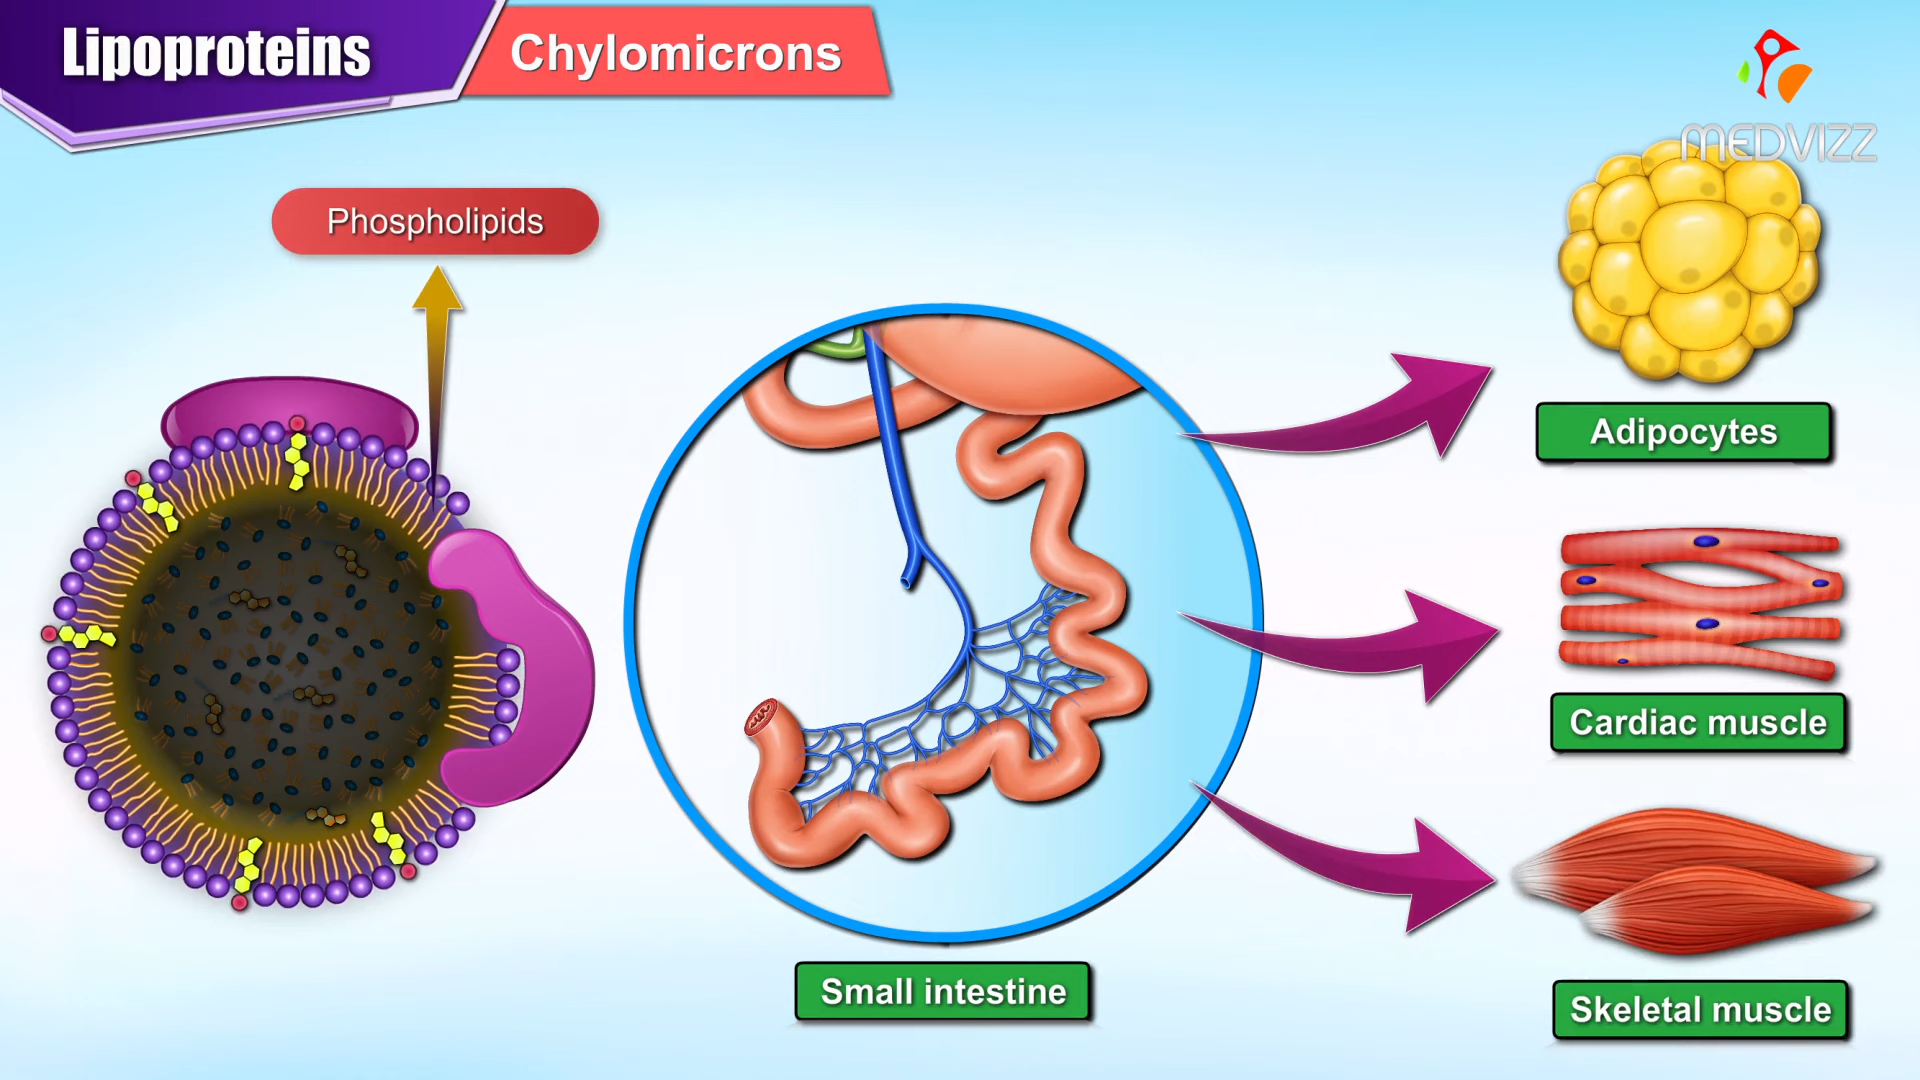 Lipoproteins
Chylomicrons
MEDVIZZ
Phospholipids
Adipocytes
Cardiac muscle
Small intestine
Skeletal muscle